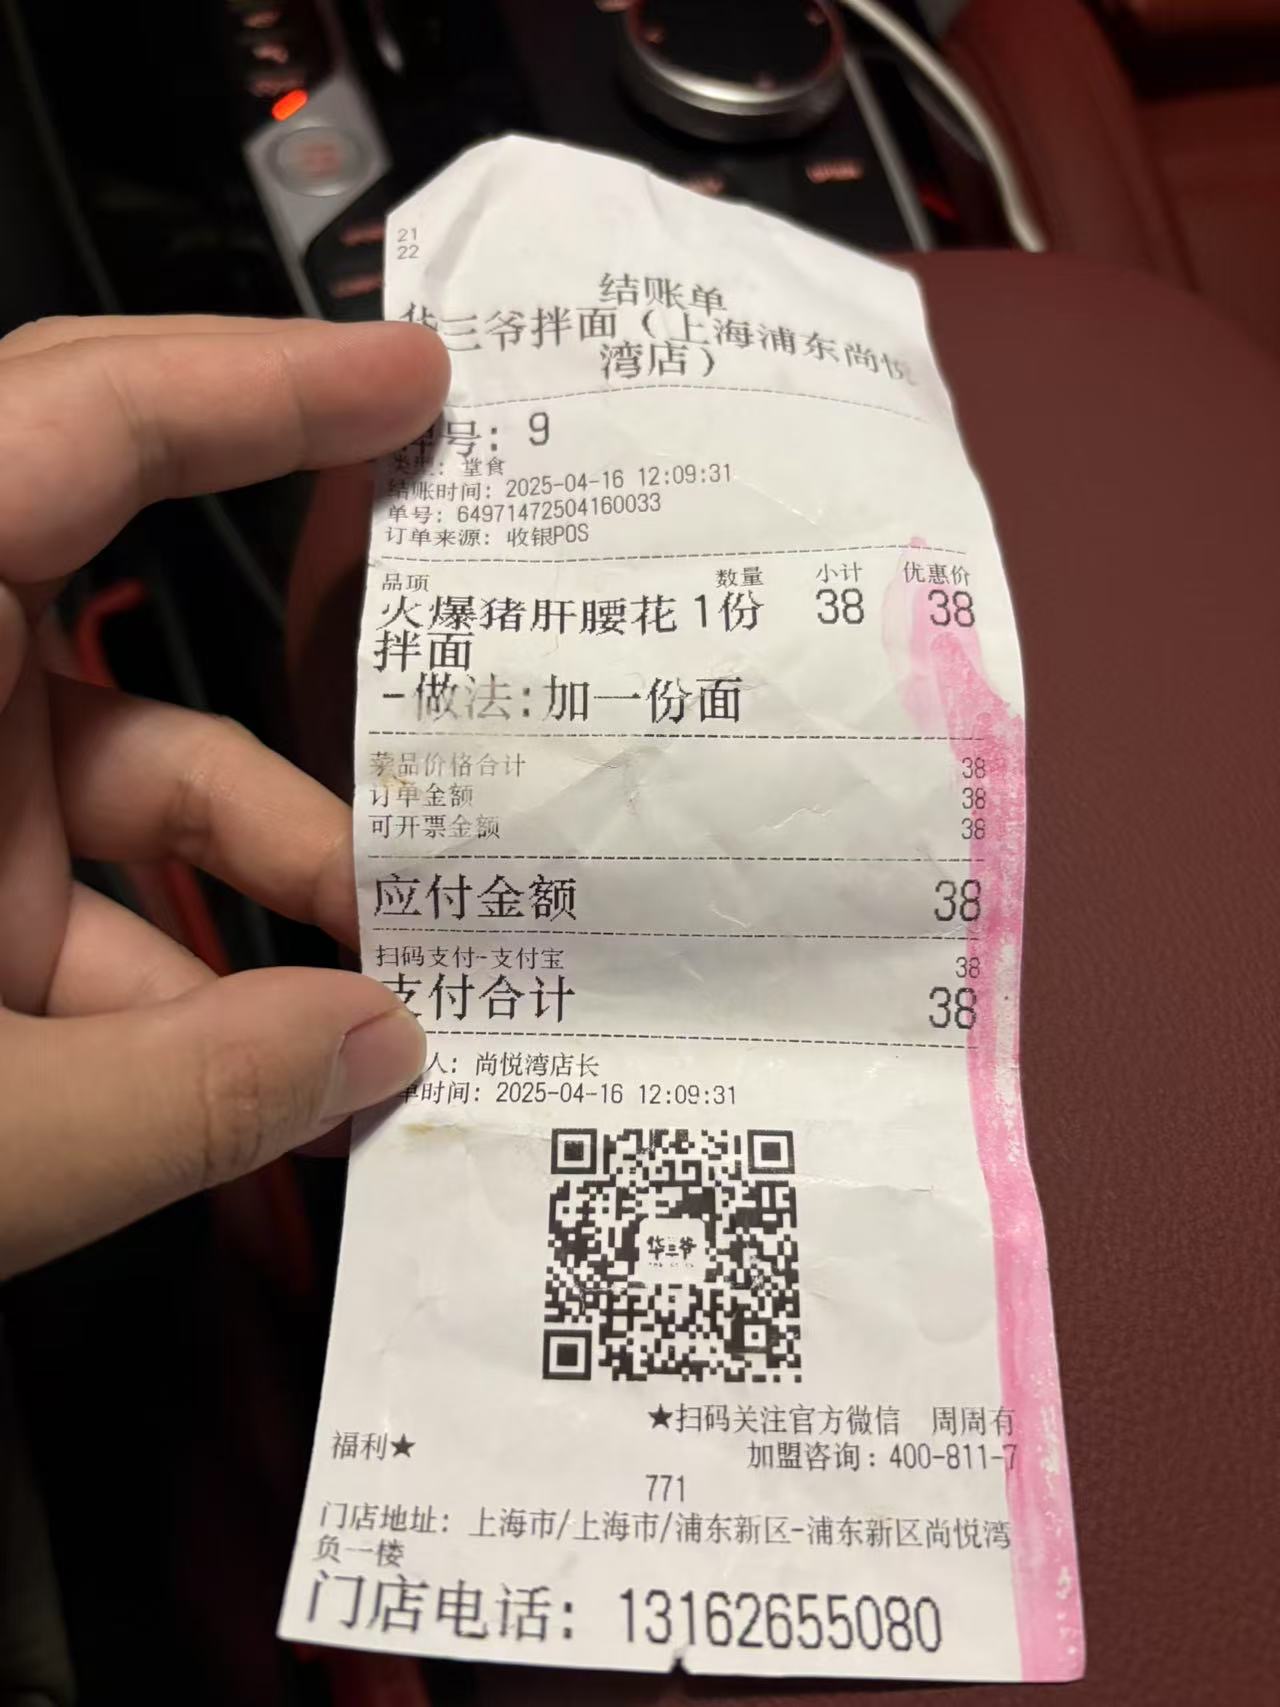 21
22
结账单
华三爷拌面（上海浦东尚悦
湾店）
牌号: 9
类型: 堂食
结账时间: 2025-04-16 12:09:31
单号: 64971472504160033
订单来源: 收银POS
品项 数量 小计 优惠价
火爆猪肝腰花 1份 38 38
拌面
-做法:加一份面
菜品价格合计 38
订单金额 38
可开票金额 38
应付金额 38
扫码支付-支付宝 38
支付合计 38
人: 尚悦湾店长
单时间: 2025-04-16 12:09:31
华三爷
★扫码关注官方微信 周周有
福利★
加盟咨询: 400-811-7
771
门店地址: 上海市/上海市/浦东新区-浦东新区尚悦湾
负一楼
门店电话: 13162655080